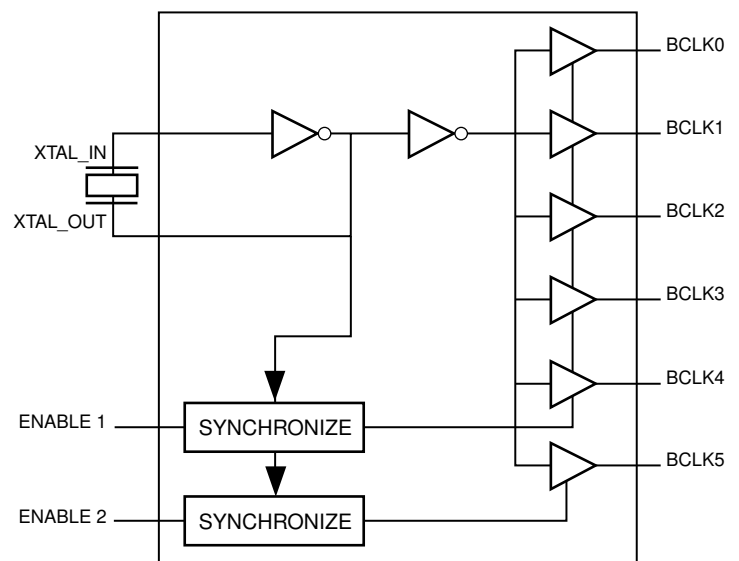 BCLK0
BCLK1
XTAL_IN
XTAL_OUT
BCLK2
BCLK3
BCLK4
ENABLE 1
SYNCHRONIZE
BCLK5
ENABLE 2
SYNCHRONIZE